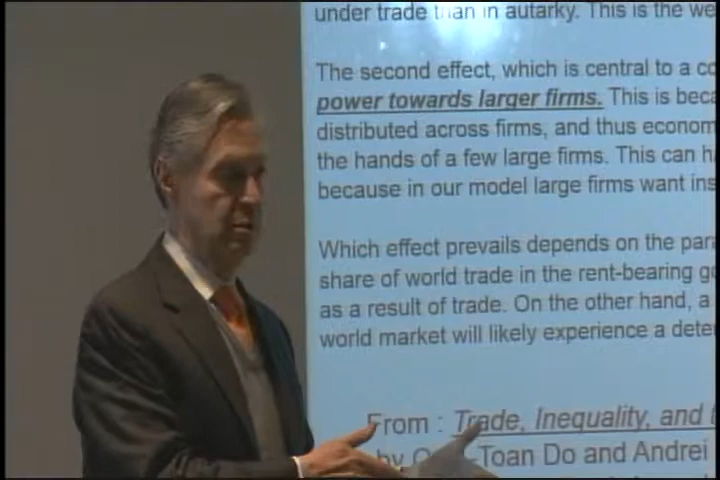 under trade than in autarky. This is the we
The second effect, which is central to a co
power towards larger firms. This is beca
distributed across firms, and thus econom
the hands of a few large firms. This can h
because in our model large firms want ins
Which effect prevails depends on the par
share of world trade in the rent-bearing g
as a result of trade. On the other hand, a
world market will likely experience a dete
From : Trade, Inequality, and t
by Toan Do and Andrei